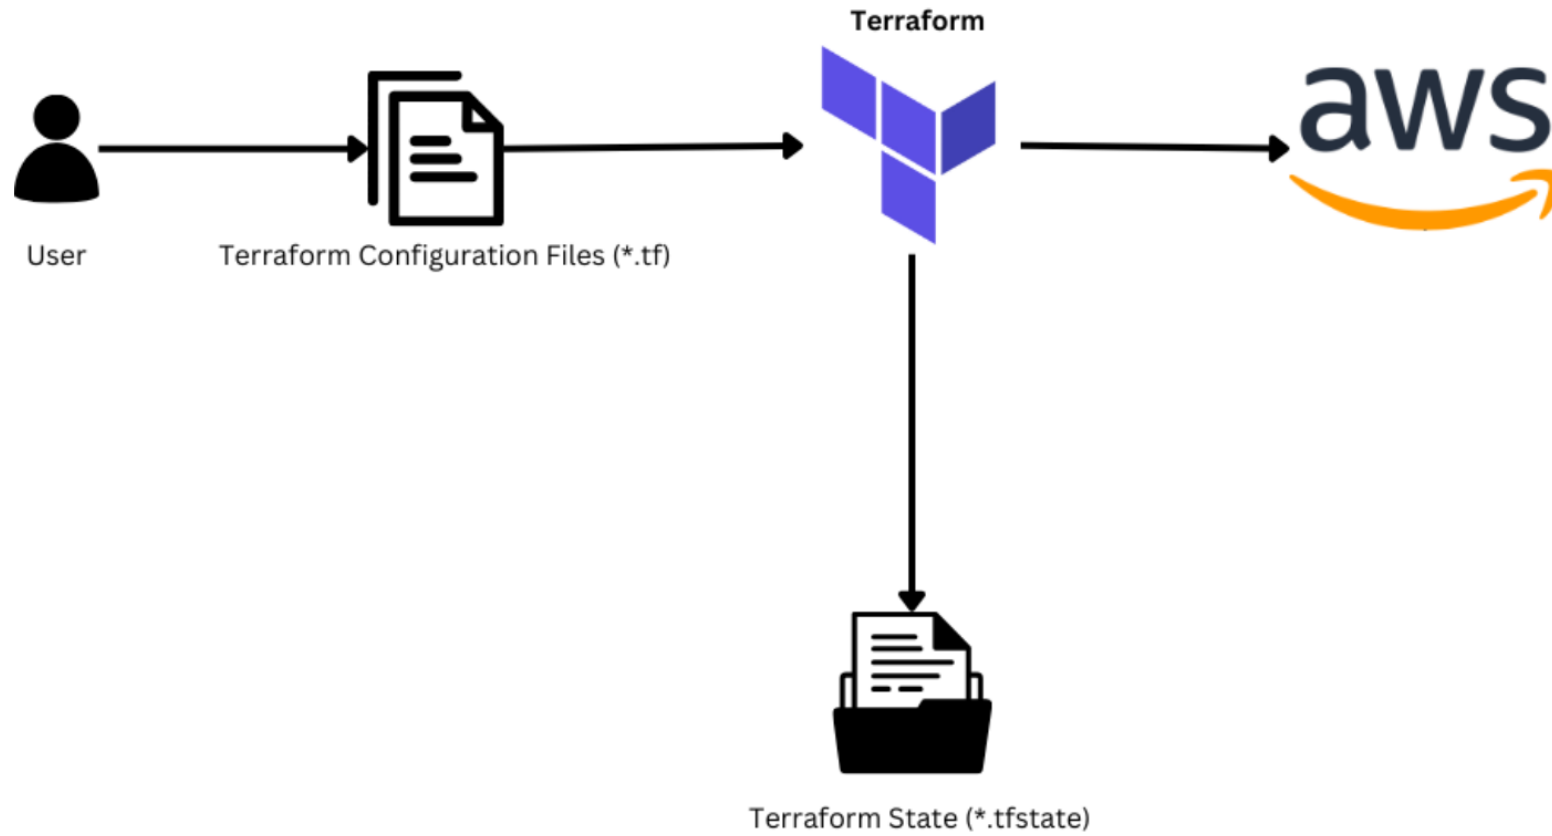 Terraform
aws
User
Terraform Configuration Files (*.tf)
Terraform State (*.tfstate)